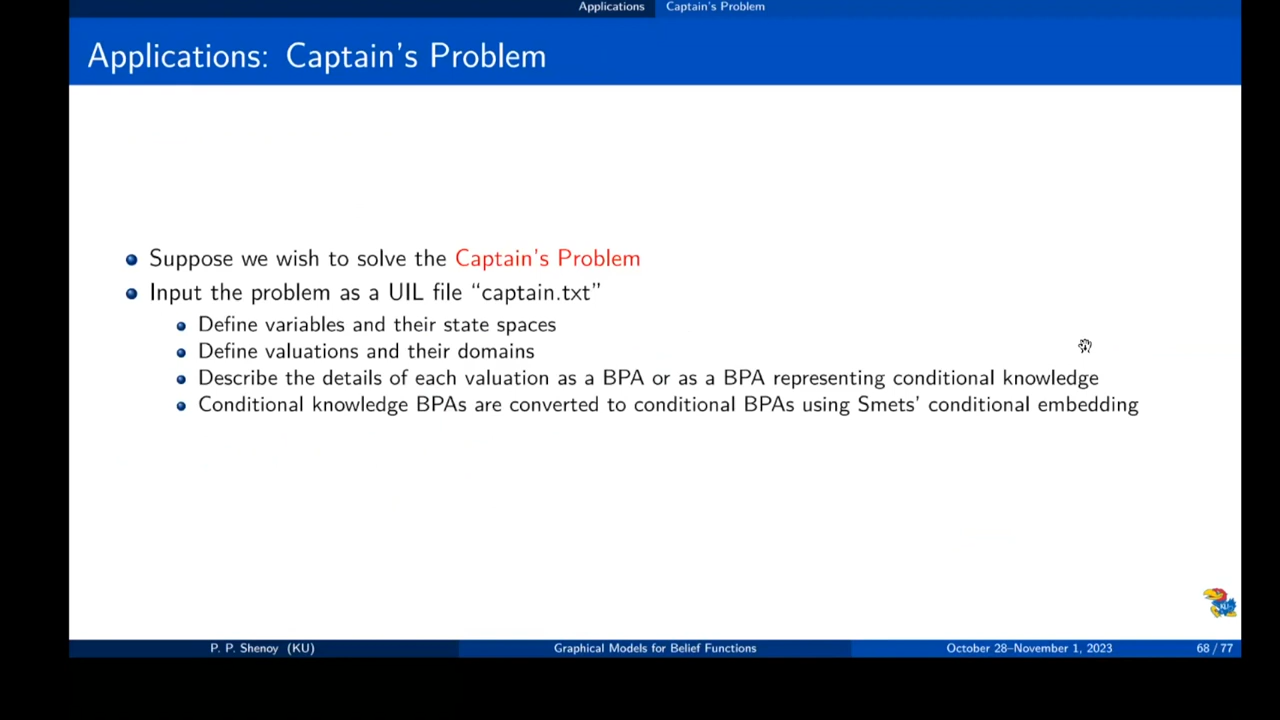 Applications Captain's Problem
Applications: Captain's Problem
Suppose we wish to solve the Captain's Problem
Input the problem as a UIL file “captain.txt”
Define variables and their state spaces
Define valuations and their domains
Describe the details of each valuation as a BPA or as a BPA representing conditional knowledge
Conditional knowledge BPAs are converted to conditional BPAs using Smets' conditional embedding
KU
P. P. Shenoy (KU) Graphical Models for Belief Functions October 28–November 1, 2023 68 / 77